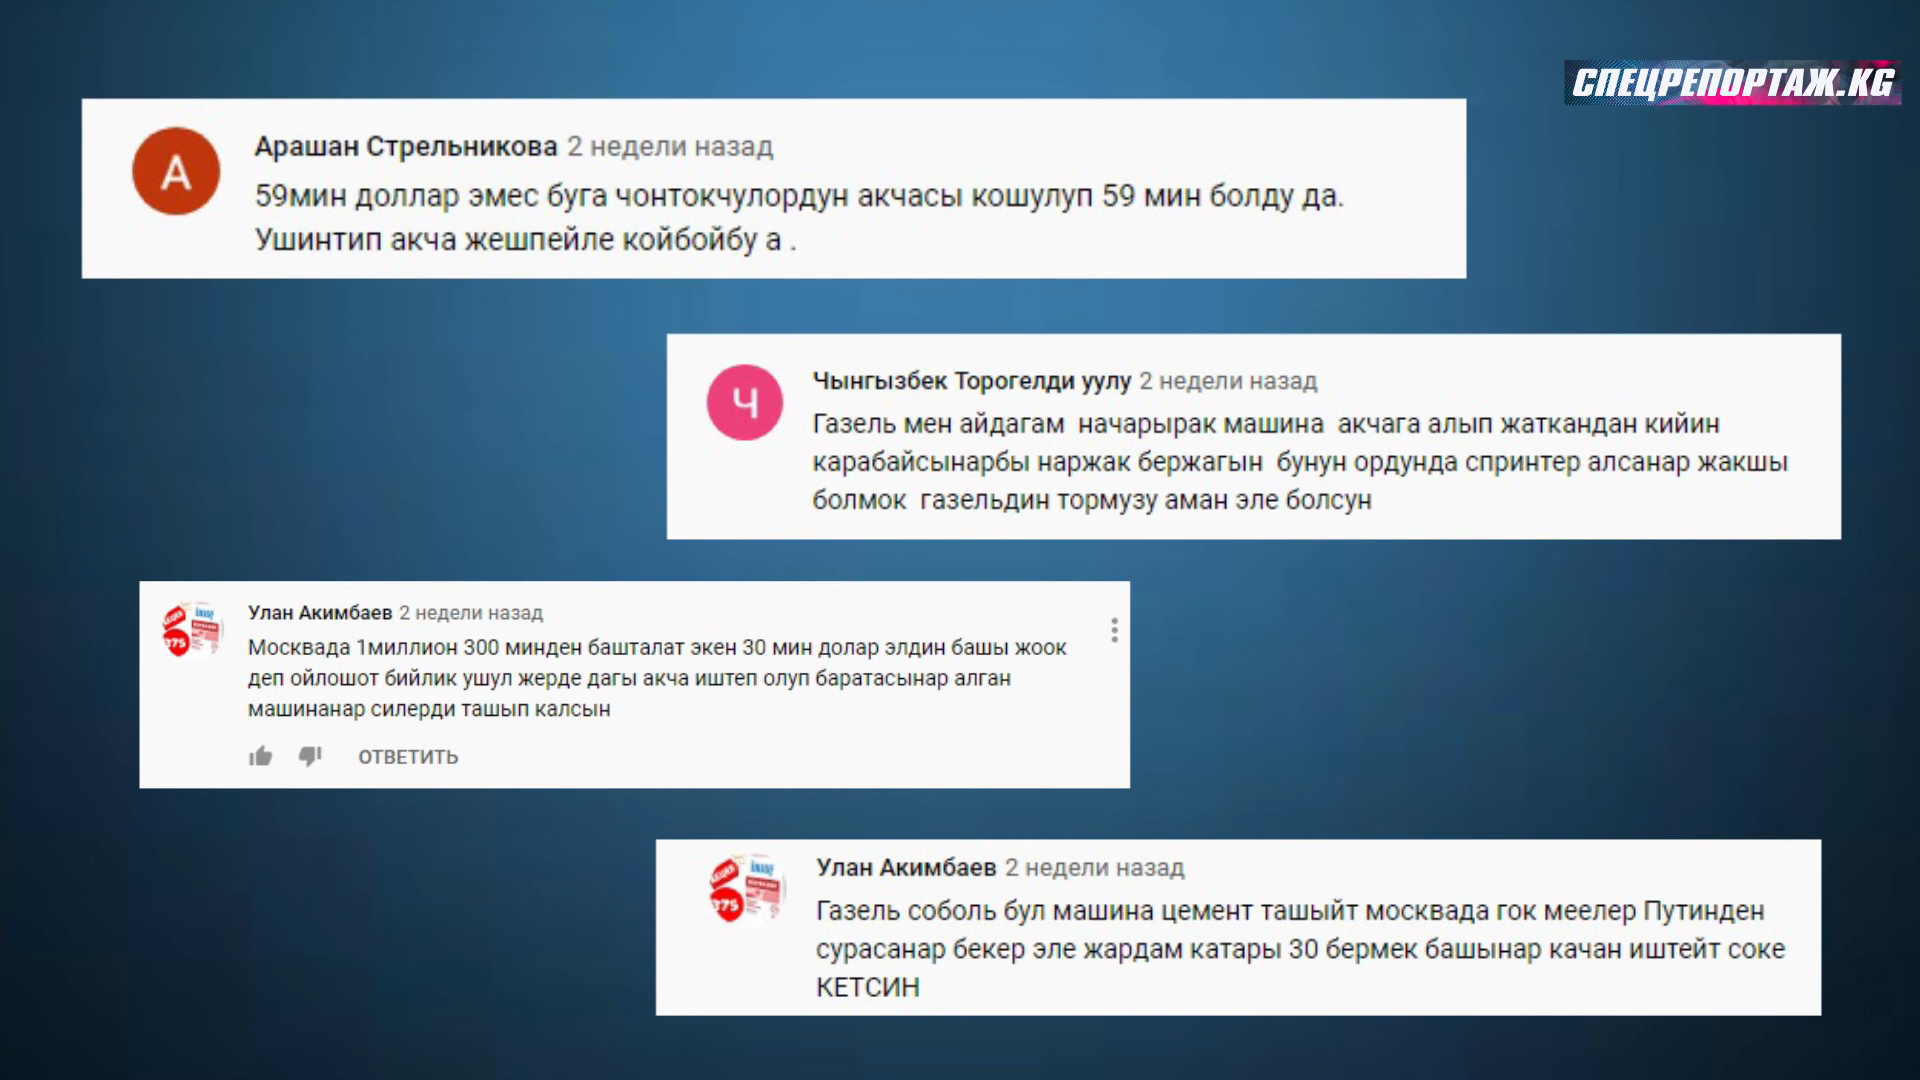 СПЕЦРЕПОРТАЖ.KG
А
Арашан Стрельникова 2 недели назад
59мин доллар эмес буга чонтокчулордун акчасы кошулуп 59 мин болду да.
Ушинтип акча жешпейле койбойбу а .
Ч
Чынгызбек Торогелди уулу 2 недели назад
Газель мен айдагам начарырак машина акчага алып жаткандан кийин
карабайсынарбы наржак бержагын бунун ордунда спринтер алсанар жакшы
болмок газельдин тормузу аман эле болсун
Улан Акимбаев 2 недели назад
Москвада 1миллион 300 минден башталат экен 30 мин долар элдин башы жоок
деп ойлошот бийлик ушул жерде дагы акча иштеп олуп баратасынар алган
машинанар силерди ташып калсын
ОТВЕТИТЬ
Улан Акимбаев 2 недели назад
Газель соболь бул машина цемент ташыйт москвада гок меелер Путинден
сурасанар бекер эле жардам катары 30 бермек башынар качан иштейт соке
КЕТСИН